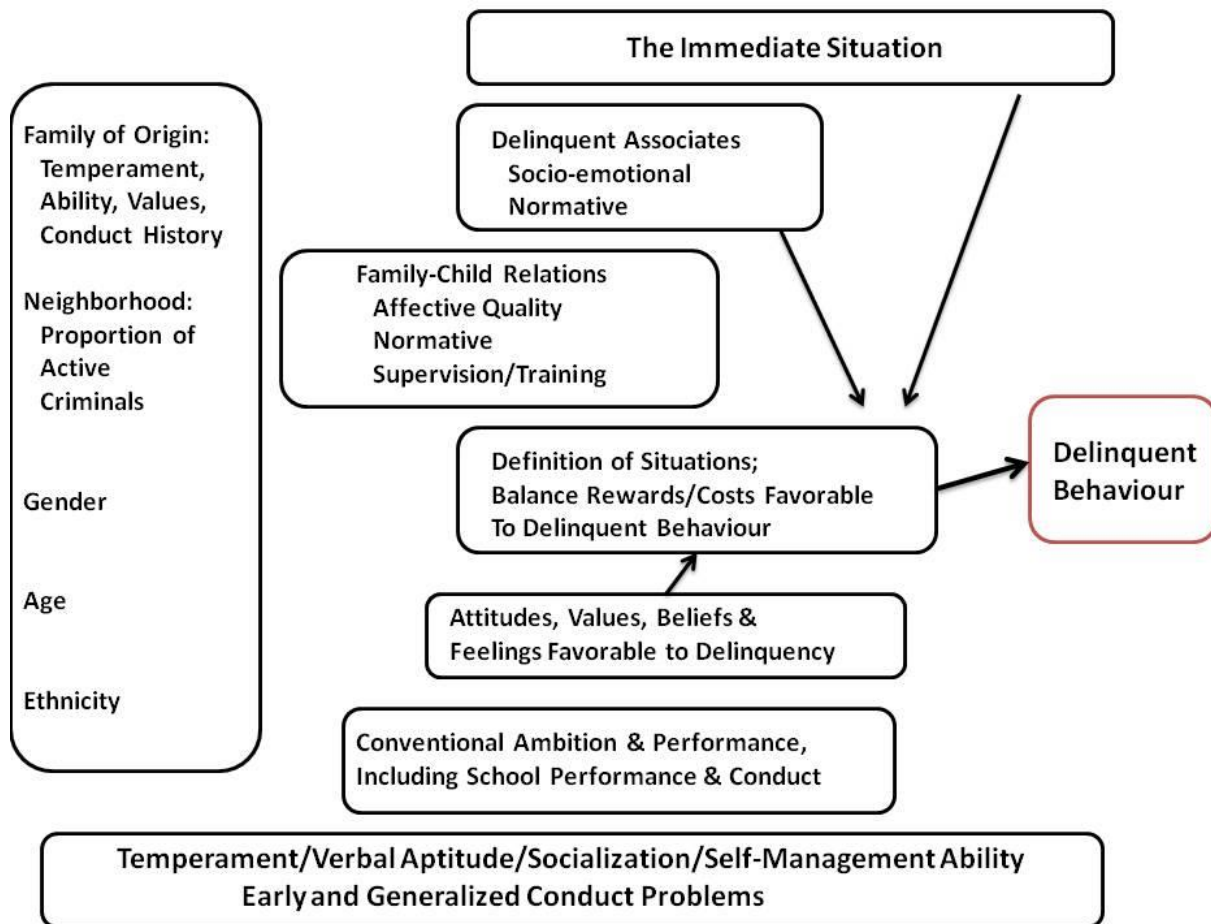 The Immediate Situation
Family of Origin:
Temperament,
Ability, Values,
Conduct History
Neighborhood:
Proportion of
Active
Criminals
Gender
Age
Ethnicity
Delinquent Associates
Socio-emotional
Normative
Family-Child Relations
Affective Quality
Normative
Supervision/Training
Definition of Situations;
Balance Rewards/Costs Favorable
To Delinquent Behaviour
Delinquent
Behaviour
Attitudes, Values, Beliefs &
Feelings Favorable to Delinquency
Conventional Ambition & Performance,
Including School Performance & Conduct
Temperament/Verbal Aptitude/Socialization/Self-Management Ability
Early and Generalized Conduct Problems